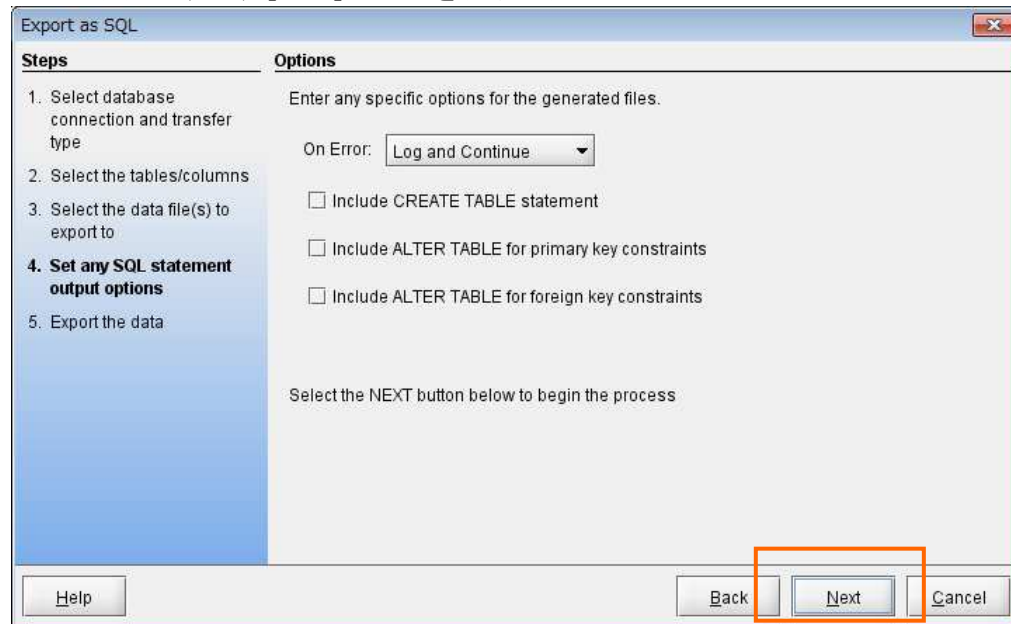 Export as SQL
Steps
1. Select database
connection and transfer
type
2. Select the tables/columns
3. Select the data file(s) to
export to
4. Set any SQL statement
output options
5. Export the data
Options
Enter any specific options for the generated files.
On Error: Log and Continue
Include CREATE TABLE statement
Include ALTER TABLE for primary key constraints
Include ALTER TABLE for foreign key constraints
Select the NEXT button below to begin the process
Help Back Next Cancel